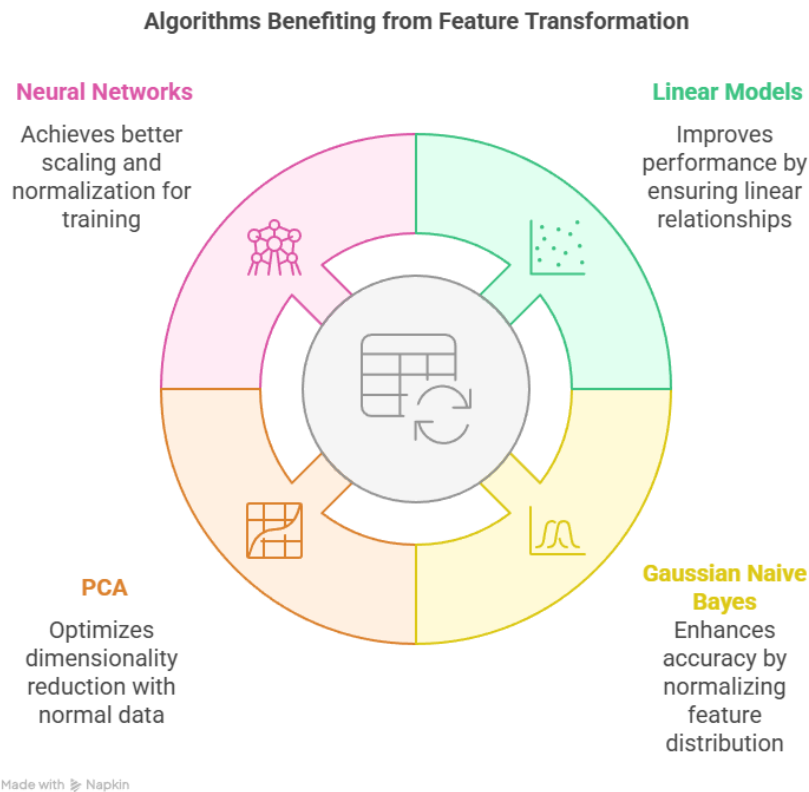 Algorithms Benefiting from Feature Transformation
Neural Networks
Achieves better
scaling and
normalization for
training
Linear Models
Improves
performance by
ensuring linear
relationships
PCA
Optimizes
dimensionality
reduction with
normal data
Gaussian Naive
Bayes
Enhances
accuracy by
normalizing
feature
distribution
Made with Napkin